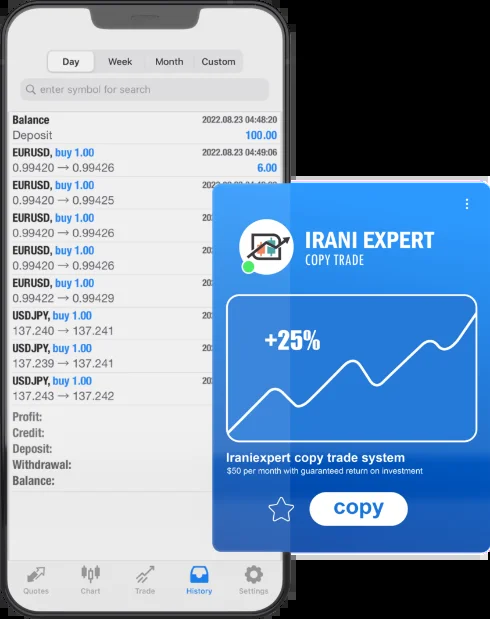 Day Week Month Custom
enter symbol for search
Balance 2022.08.23 04:48:20
Deposit 100.00
EURUSD, buy 1.00 2022.08.23 04:49:06
0.99420 → 0.99426 6.00
EURUSD, buy 1.00
0.99420 → 0.99425
EURUSD, buy 1.00
0.99420 → 0.99426
EURUSD, buy 1.00
0.99420 → 0.99426
EURUSD, buy 1.00
0.99422 → 0.99429
USDJPY, buy 1.00
137.240 → 137.241
USDJPY, buy 1.00
137.239 → 137.241
USDJPY, buy 1.00
137.243 → 137.242
Profit:
Credit:
Deposit:
Withdrawal:
Balance:
Quotes Chart Trade History Settings
IRANI EXPERT
COPY TRADE
+25%
Iraniexpert copy trade system
$50 per month with guaranteed return on investment
copy